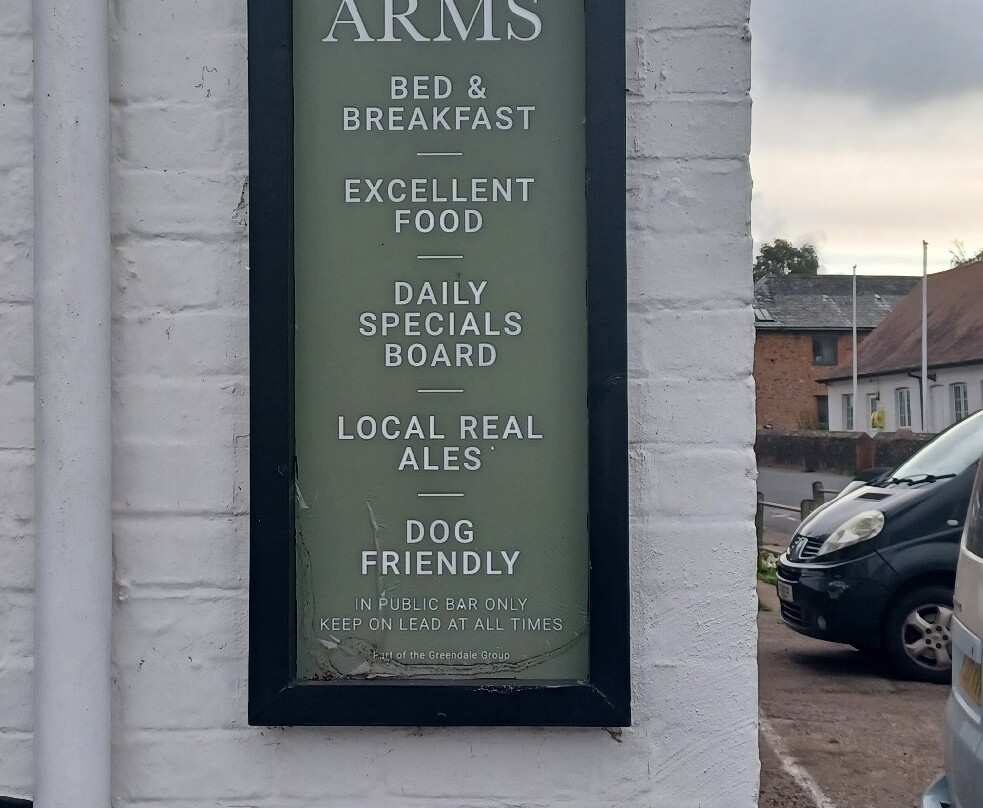 ARMS
BED &
BREAKFAST
EXCELLENT
FOOD
DAILY
SPECIALS
BOARD
LOCAL REAL
ALES
DOG
FRIENDLY
IN PUBLIC BAR ONLY
KEEP ON LEAD AT ALL TIMES
Part of the Greendale Group